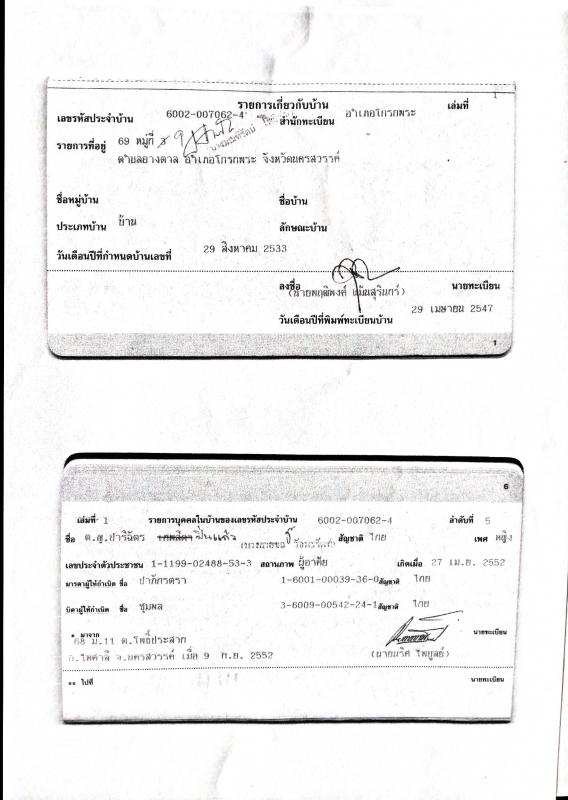 รายการเกี่ยวกับบ้าน เล่มที่ 1
เลขรหัสประจำบ้าน 6002-007062-4 สำนักทะเบียน อำเภอโกรกพระ
รายการที่อยู่ 69 หมู่ที่
ตำบลยางตาล อำเภอโกรกพระ จังหวัดนครสวรรค์
ชื่อหมู่บ้าน ชื่อบ้าน
ประเภทบ้าน บ้าน ลักษณะบ้าน
วันเดือนปีที่กำหนดบ้านเลขที่ 29 สิงหาคม 2533
ลงชื่อ นายทะเบียน
(นายพฤฒิพงศ์ แม้นสุรินทร์)
วันเดือนปีที่พิมพ์ทะเบียนบ้าน 29 เมษายน 2547
1
6
เล่มที่ 1 รายการบุคคลในบ้านของเลขรหัสประจำบ้าน 6002-007062-4 ลำดับที่ 5
ชื่อ ด.ญ.ปาริฉัตร ปิ่นแก้ว สัญชาติ ไทย เพศ หญิง
เลขประจำตัวประชาชน 1-1199-02488-53-3 สถานภาพ ผู้อาศัย เกิดเมื่อ 27 เม.ย. 2552
มารดาผู้ให้กำเนิด ชื่อ 1-6001-00039-36-0 สัญชาติ ไทย
บิดาผู้ให้กำเนิด ชื่อ ชุมพล 3-6009-00542-24-1 สัญชาติ ไทย
* มาจาก นายทะเบียน
68 ม.11 ต.โพธิ์ประสาท
อ.ไพศาลี จ.นครสวรรค์ เมื่อ 9 ก.ย. 2552 (นายนริศ ไพบูลย์)
** ไปที่ นายทะเบียน